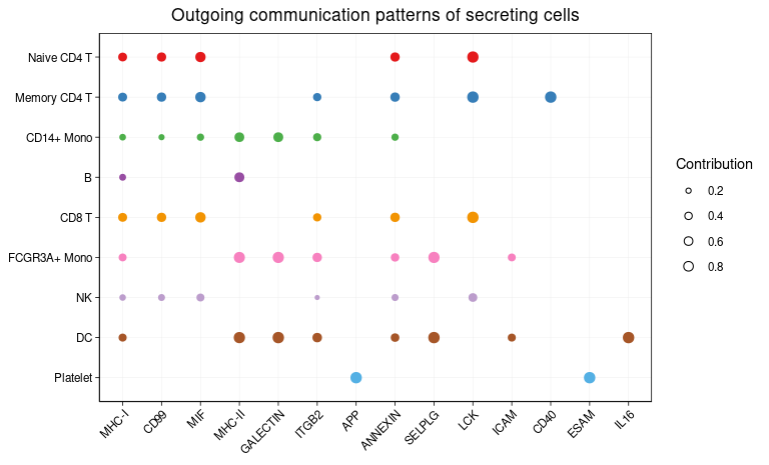 Outgoing communication patterns of secreting cells
Naive CD4 T
Memory CD4 T
CD14+ Mono
B
CD8 T
FCGR3A+ Mono
NK
DC
Platelet
MHC-I
CD99
MIF
MHC-II
GALECTIN
ITGB2
APP
ANNEXIN
SELPLG
LCK
ICAM
CD40
ESAM
IL16
Contribution
0.2
0.4
0.6
0.8